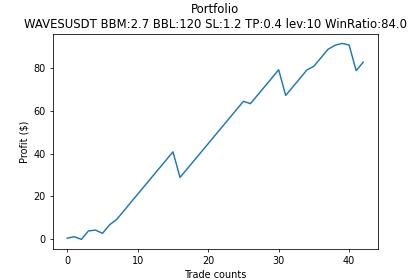 Portfolio
WAVESUSDT BBM:2.7 BBL:120 SL:1.2 TP:0.4 lev:10 WinRatio:84.0
80
60
40
20
0
Profit ($)
0 10 20 30 40
Trade counts